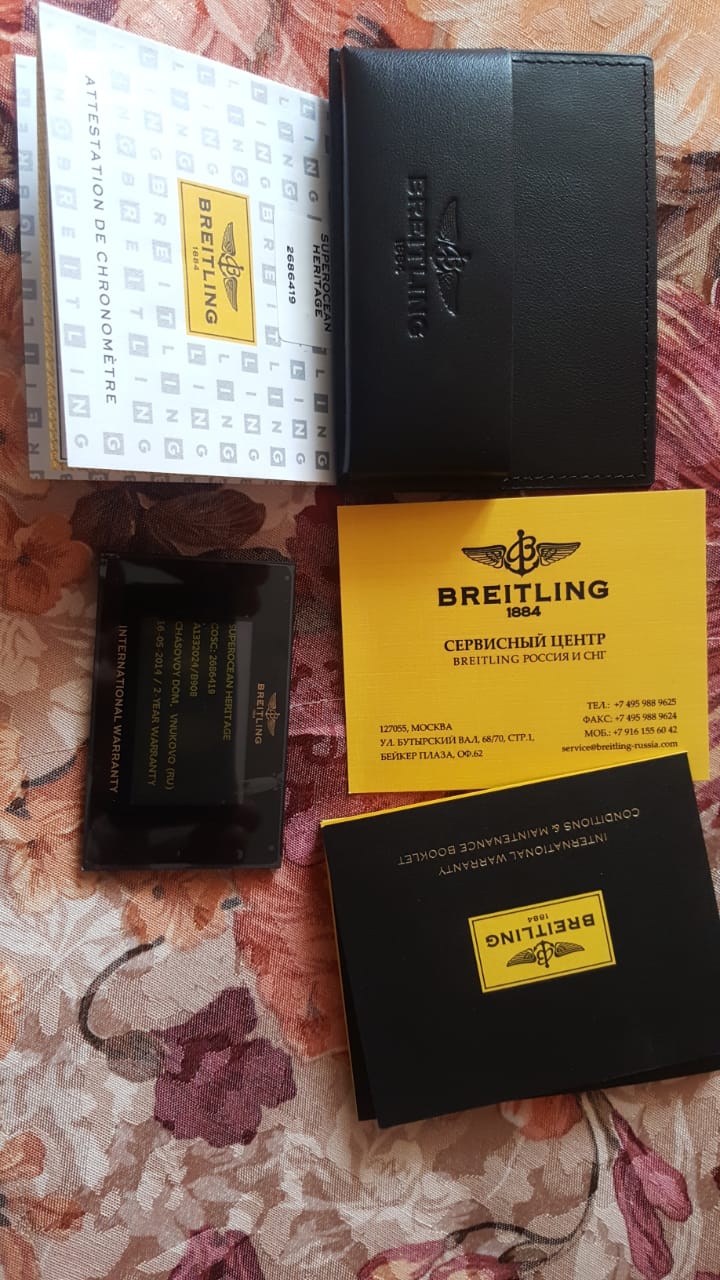 ATTESTATION DE CHRONOMÈTRE
BREITLING
1884
SUPEROCEAN
HERITAGE
2686419
BREITLING
1884
BREITLING
1884
СЕРВИСНЫЙ ЦЕНТР
BREITLING РОССИЯ И СНГ
127055, МОСКВА
УЛ. БУТЫРСКИЙ ВАЛ, 68/70, СТР.1,
БЕЙКЕР ПЛАЗА, ОФ.62
ТЕЛ.: +7 495 988 9625
ФАКС: +7 495 988 9624
МОБ.: +7 916 155 60 42
service@breitling-russia.com
BREITLING
SUPEROCEAN HERITAGE
COSC: 2686419
A1332024/B908
CHASOVOY DOM, VNUKOVO (RU)
16-05-2014 / 2-YEAR WARRANTY
INTERNATIONAL WARRANTY
INTERNATIONAL WARRANTY
CONDITIONS & MAINTENANCE BOOKLET
BREITLING
1884